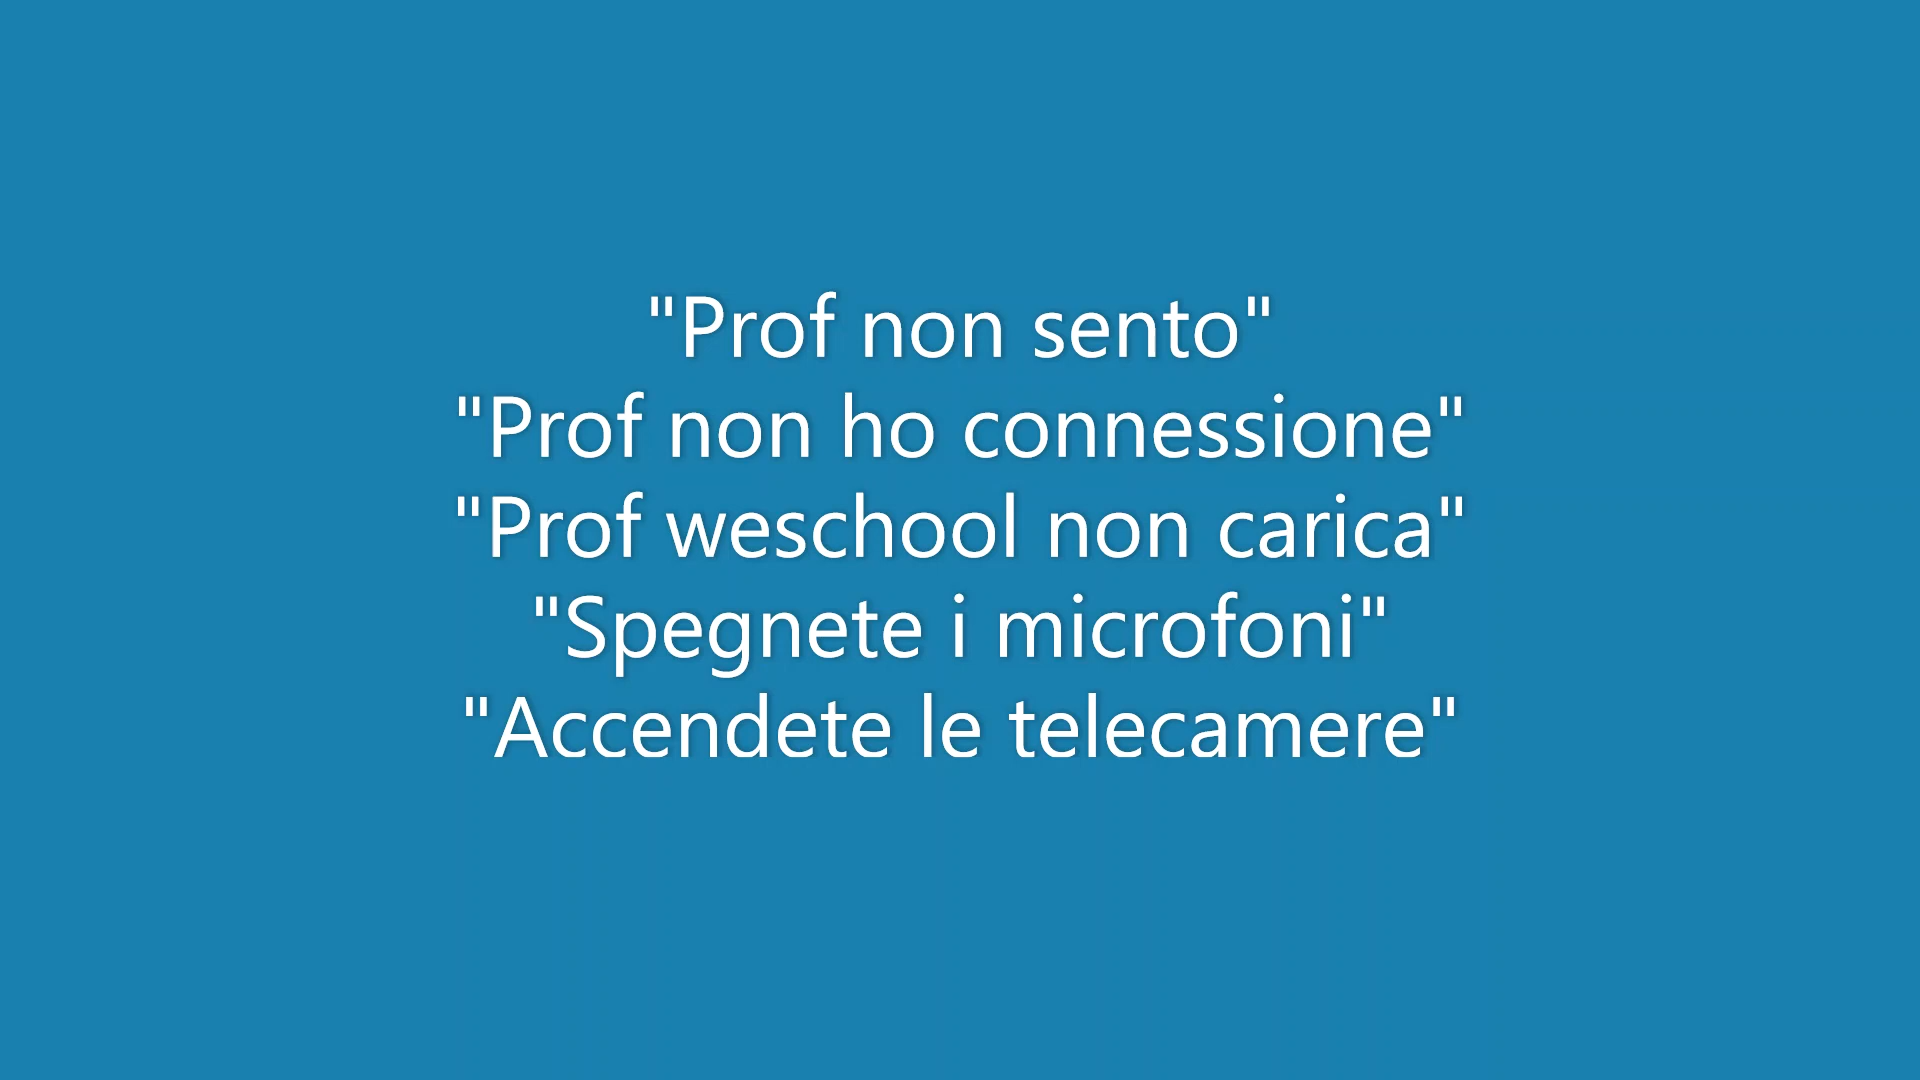 "Prof non sento"
"Prof non ho connessione"
"Prof weschool non carica"
"Spegnete i microfoni"
"Accendete le telecamere"